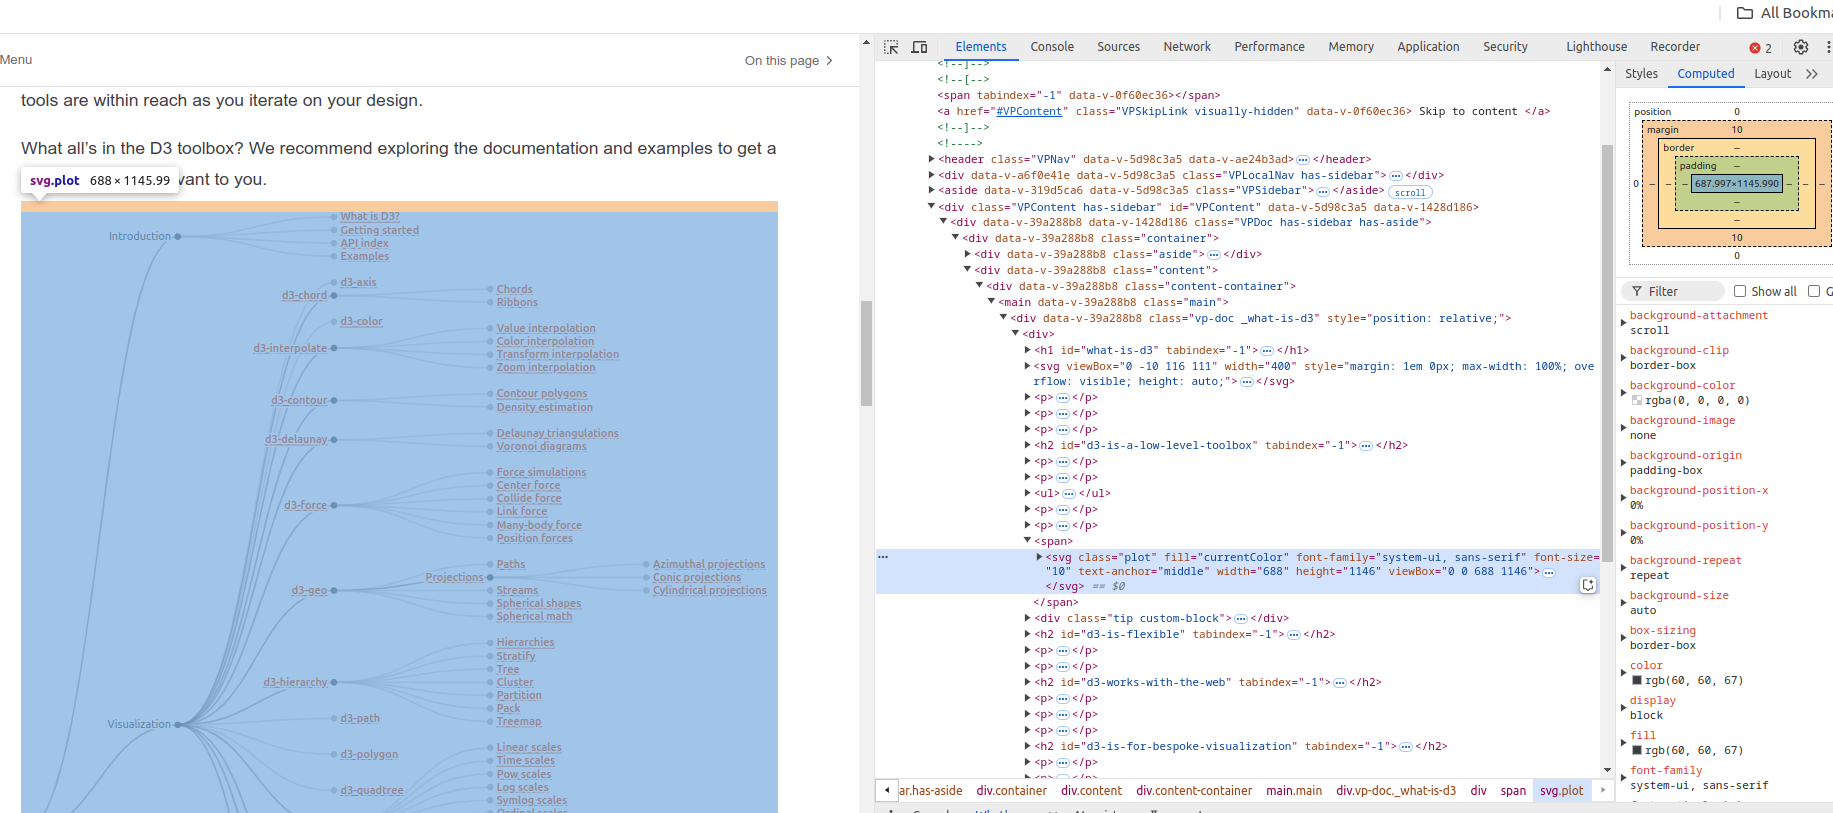 All Bookma
Menu
On this page
tools are within reach as you iterate on your design.
What all’s in the D3 toolbox? We recommend exploring the documentation and examples to get a
svg.plot 688 × 1145.99
vant to you.
What is D3?
Getting started
Introduction
API index
Examples
d3-axis
Chords
d3-chord
Ribbons
d3-color
Value interpolation
Color interpolation
d3-interpolate
Transform interpolation
Zoom interpolation
Contour polygons
d3-contour
Density estimation
Delaunay triangulations
d3-delaunay
Voronoi diagrams
Force simulations
Center force
Collide force
d3-force
Link force
Many-body force
Position forces
Paths
Azimuthal projections
Projections
Conic projections
d3-geo
Streams
Cylindrical projections
Spherical shapes
Spherical math
Hierarchies
Stratify
Tree
d3-hierarchy
Cluster
Partition
Pack
Treemap
d3-path
Visualization
Linear scales
d3-polygon
Time scales
Pow scales
Log scales
d3-quadtree
Symlog scales
Ordinal scales
Elements Console Sources Network Performance Memory Application Security Lighthouse Recorder 2
<!--]-->
<!--[-->
<span tabindex="-1" data-v-0f60ec36></span>
<a href="#VPContent" class="VPSkipLink visually-hidden" data-v-0f60ec36> Skip to content </a>
<!--]-->
<!---->
<header class="VPNav" data-v-5d98c3a5 data-v-ae24b3ad>…</header>
<div data-v-a6f0e41e data-v-5d98c3a5 class="VPLocalNav has-sidebar">…</div>
<aside data-v-319d5ca6 data-v-5d98c3a5 class="VPSidebar">…</aside> scroll
<div class="VPContent has-sidebar" id="VPContent" data-v-5d98c3a5 data-v-1428d186>
<div data-v-39a288b8 data-v-1428d186 class="VPDoc has-sidebar has-aside">
<div data-v-39a288b8 class="container">
<div data-v-39a288b8 class="aside">…</div>
<div data-v-39a288b8 class="content">
<div data-v-39a288b8 class="content-container">
<main data-v-39a288b8 class="main">
<div data-v-39a288b8 class="vp-doc _what-is-d3" style="position: relative;">
<div>
<h1 id="what-is-d3" tabindex="-1">…</h1>
<svg viewBox="0 -10 116 111" width="400" style="margin: 1em 0px; max-width: 100%; ove
rflow: visible; height: auto;">…</svg>
<p>…</p>
<p>…</p>
<p>…</p>
<h2 id="d3-is-a-low-level-toolbox" tabindex="-1">…</h2>
<p>…</p>
<p>…</p>
<ul>…</ul>
<p>…</p>
<p>…</p>
<span>
<svg class="plot" fill="currentColor" font-family="system-ui, sans-serif" font-size=
"10" text-anchor="middle" width="688" height="1146" viewBox="0 0 688 1146">…
</svg> == $0
</span>
<div class="tip custom-block">…</div>
<h2 id="d3-is-flexible" tabindex="-1">…</h2>
<p>…</p>
<p>…</p>
<h2 id="d3-works-with-the-web" tabindex="-1">…</h2>
<p>…</p>
<p>…</p>
<p>…</p>
<h2 id="d3-is-for-bespoke-visualization" tabindex="-1">…</h2>
<p>…</p>
ar.has-aside div.container div.content div.content-container main.main div.vp-doc._what-is-d3 div span svg.plot
Styles Computed Layout
position 0
margin 10
border –
padding –
0 – – 687.997×1145.990 – – –
–
–
10
0
Filter Show all G
background-attachment
scroll
background-clip
border-box
background-color
rgba(0, 0, 0, 0)
background-image
none
background-origin
padding-box
background-position-x
0%
background-position-y
0%
background-repeat
repeat
background-size
auto
box-sizing
border-box
color
rgb(60, 60, 67)
display
block
fill
rgb(60, 60, 67)
font-family
system-ui, sans-serif